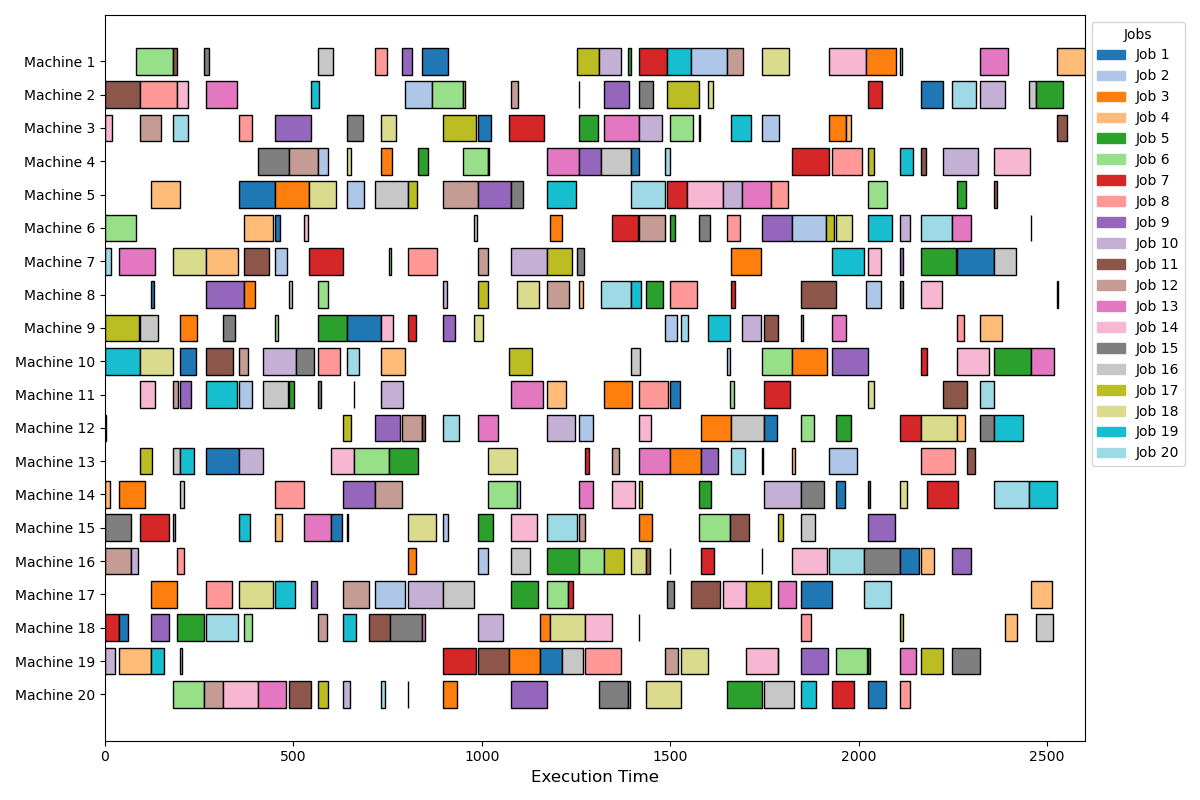 Machine 1
Machine 2
Machine 3
Machine 4
Machine 5
Machine 6
Machine 7
Machine 8
Machine 9
Machine 10
Machine 11
Machine 12
Machine 13
Machine 14
Machine 15
Machine 16
Machine 17
Machine 18
Machine 19
Machine 20
0 500 1000 1500 2000 2500
Execution Time
Jobs
Job 1
Job 2
Job 3
Job 4
Job 5
Job 6
Job 7
Job 8
Job 9
Job 10
Job 11
Job 12
Job 13
Job 14
Job 15
Job 16
Job 17
Job 18
Job 19
Job 20